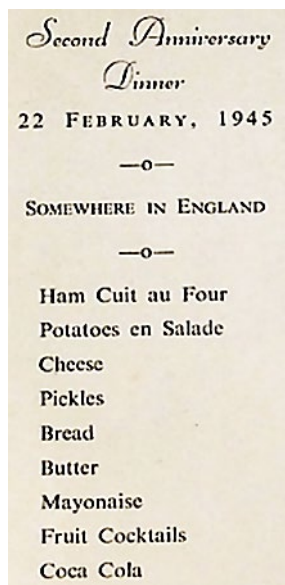 Second Anniversary
Dinner
22 FEBRUARY, 1945
—o—
SOMEWHERE IN ENGLAND
—o—
Ham Cuit au Four
Potatoes en Salade
Cheese
Pickles
Bread
Butter
Mayonaise
Fruit Cocktails
Coca Cola